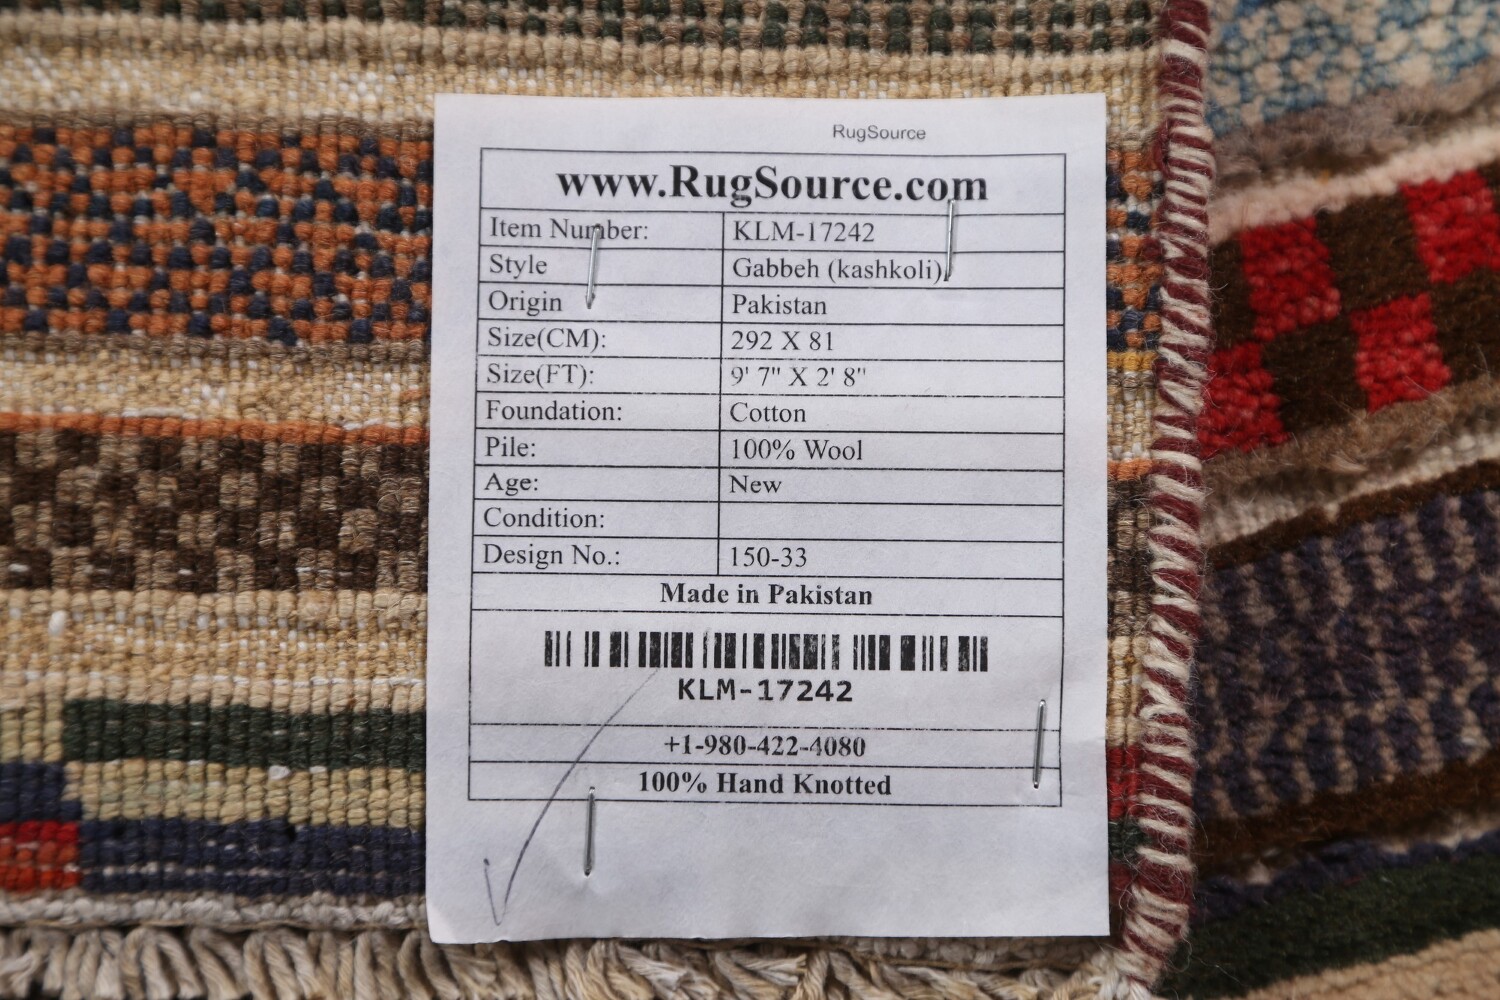 RugSource
www.RugSource.com
Item Number: KLM-17242
Style Gabbeh (kashkoli)
Origin Pakistan
Size(CM): 292 X 81
Size(FT): 9' 7" X 2' 8"
Foundation: Cotton
Pile: 100% Wool
Age: New
Condition:
Design No.: 150-33
Made in Pakistan
KLM-17242
+1-980-422-4080
100% Hand Knotted